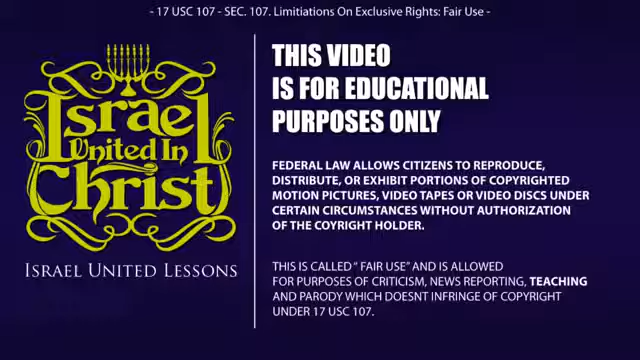 - 17 USC 107 - SEC. 107. Limitiations On Exclusive Rights: Fair Use -
Israel
United In
Christ
ISRAEL UNITED LESSONS
THIS VIDEO
IS FOR EDUCATIONAL
PURPOSES ONLY
FEDERAL LAW ALLOWS CITIZENS TO REPRODUCE,
DISTRIBUTE, OR EXHIBIT PORTIONS OF COPYRIGHTED
MOTION PICTURES, VIDEO TAPES OR VIDEO DISCS UNDER
CERTAIN CIRCUMSTANCES WITHOUT AUTHORIZATION
OF THE COYRIGHT HOLDER.
THIS IS CALLED “ FAIR USE” AND IS ALLOWED
FOR PURPOSES OF CRITICISM, NEWS REPORTING, TEACHING
AND PARODY WHICH DOESNT INFRINGE OF COPYRIGHT
UNDER 17 USC 107.